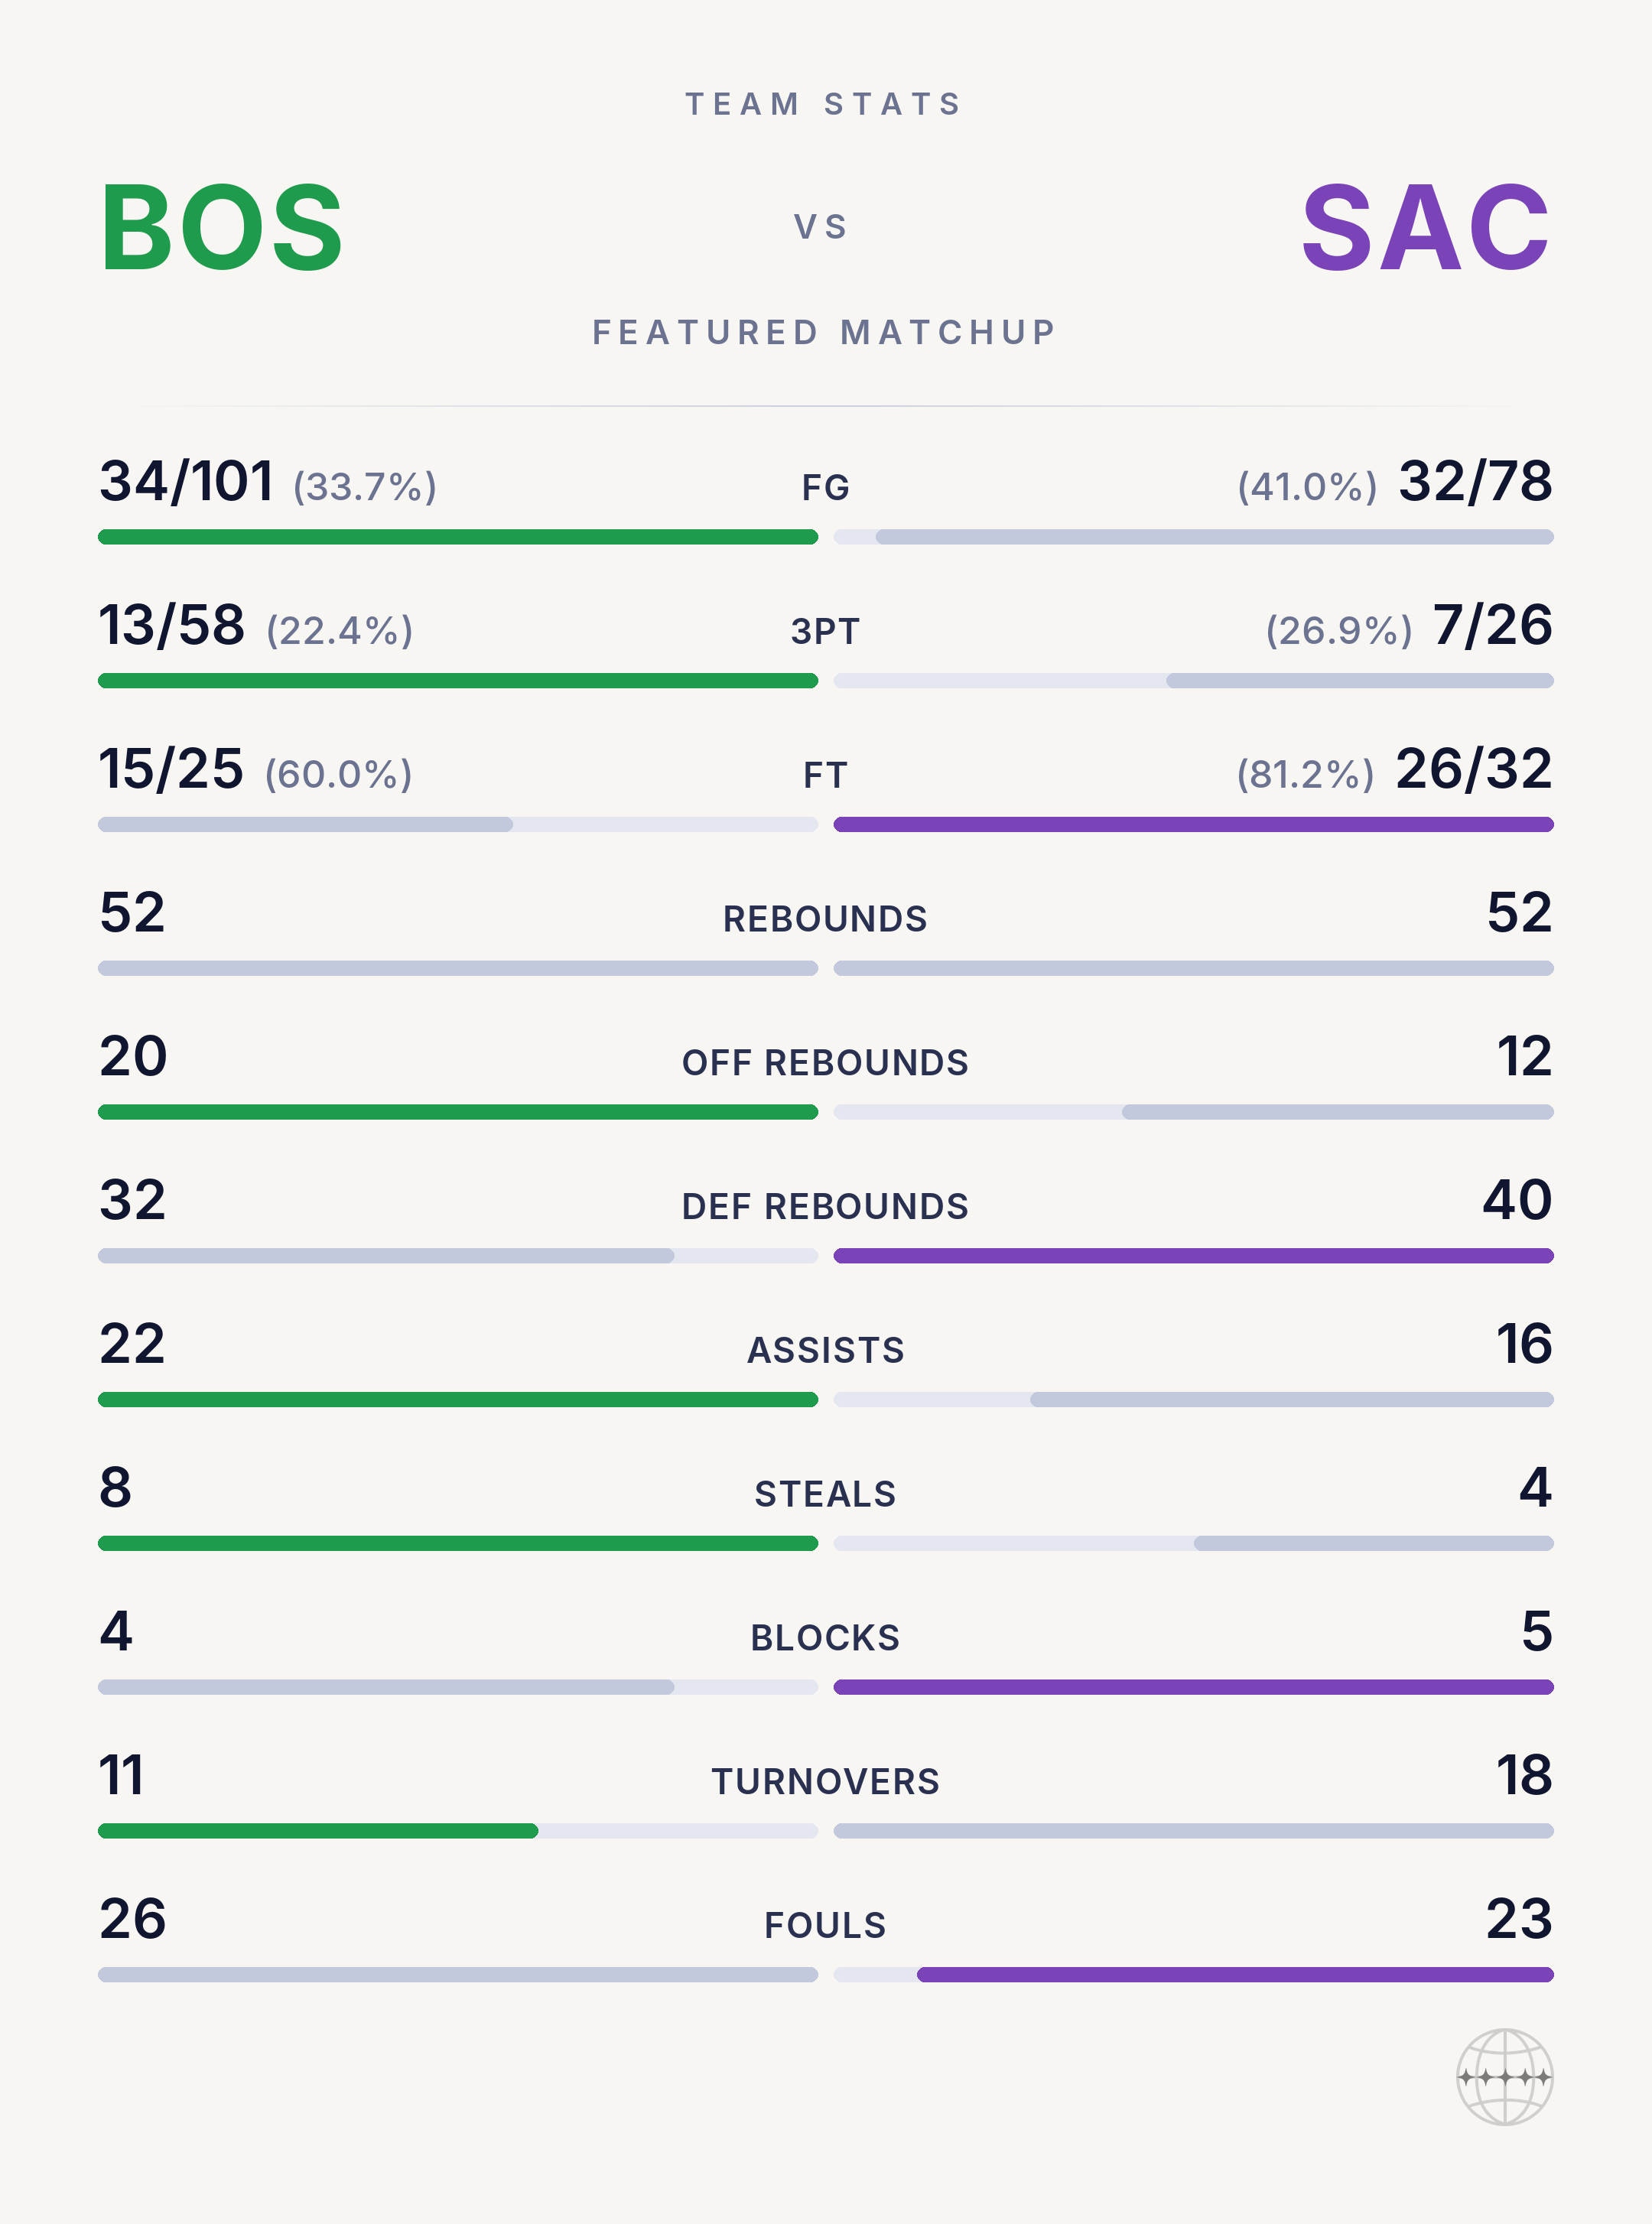 TEAM STATS
BOS VS SAC
FEATURED MATCHUP
34/101 (33.7%) FG (41.0%) 32/78
13/58 (22.4%) 3PT (26.9%) 7/26
15/25 (60.0%) FT (81.2%) 26/32
52 REBOUNDS 52
20 OFF REBOUNDS 12
32 DEF REBOUNDS 40
22 ASSISTS 16
8 STEALS 4
4 BLOCKS 5
11 TURNOVERS 18
26 FOULS 23